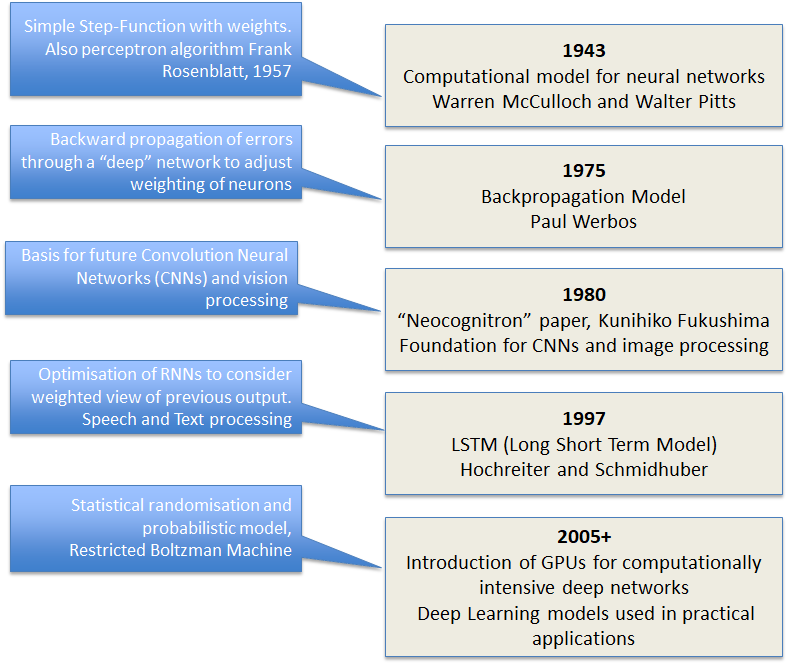 Simple Step-Function with weights.
Also perceptron algorithm Frank
Rosenblatt, 1957
1943
Computational model for neural networks
Warren McCulloch and Walter Pitts
Backward propagation of errors
through a “deep” network to adjust
weighting of neurons
1975
Backpropagation Model
Paul Werbos
Basis for future Convolution Neural
Networks (CNNs) and vision
processing
1980
“Neocognitron” paper, Kunihiko Fukushima
Foundation for CNNs and image processing
Optimisation of RNNs to consider
weighted view of previous output.
Speech and Text processing
1997
LSTM (Long Short Term Model)
Hochreiter and Schmidhuber
Statistical randomisation and
probabilistic model,
Restricted Boltzman Machine
2005+
Introduction of GPUs for computationally
intensive deep networks
Deep Learning models used in practical
applications